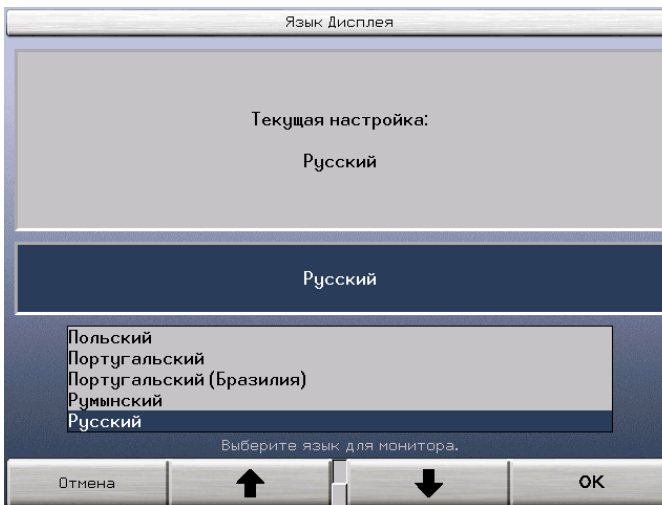 Язык Дисплея
Текущая настройка:
Русский
Русский
Польский
Португальский
Португальский (Бразилия)
Румынский
Русский
Выберите язык для монитора.
Отмена
OK